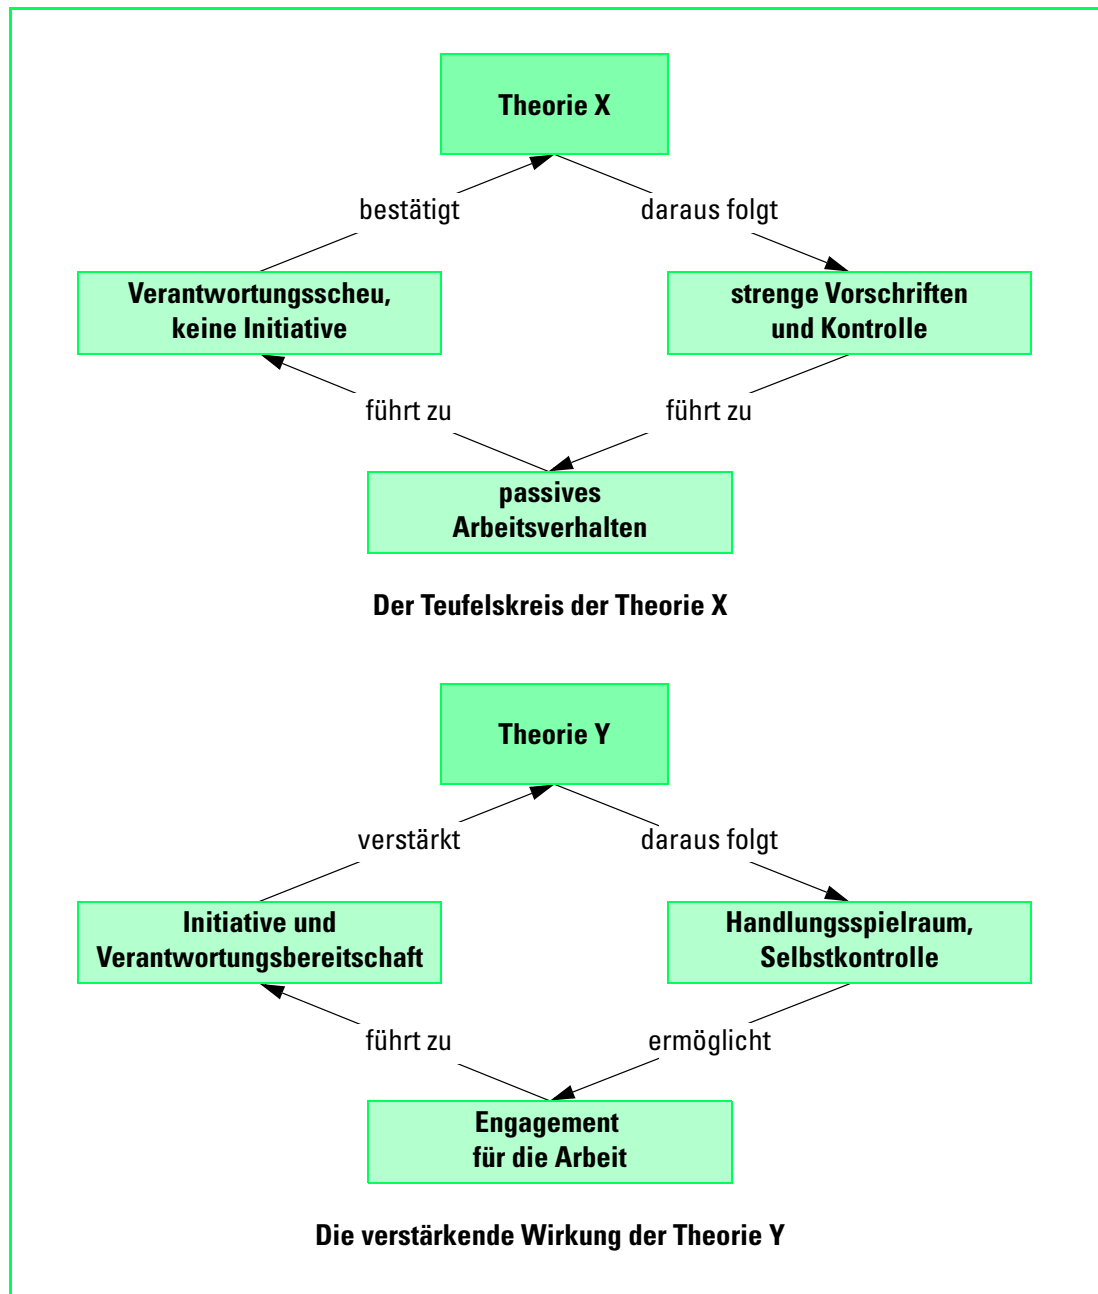 Theorie X
bestätigt
daraus folgt
Verantwortungsscheu,
keine Initiative
strenge Vorschriften
und Kontrolle
führt zu
führt zu
passives
Arbeitsverhalten
Der Teufelskreis der Theorie X
Theorie Y
verstärkt
daraus folgt
Initiative und
Verantwortungsbereitschaft
Handlungsspielraum,
Selbstkontrolle
führt zu
ermöglicht
Engagement
für die Arbeit
Die verstärkende Wirkung der Theorie Y